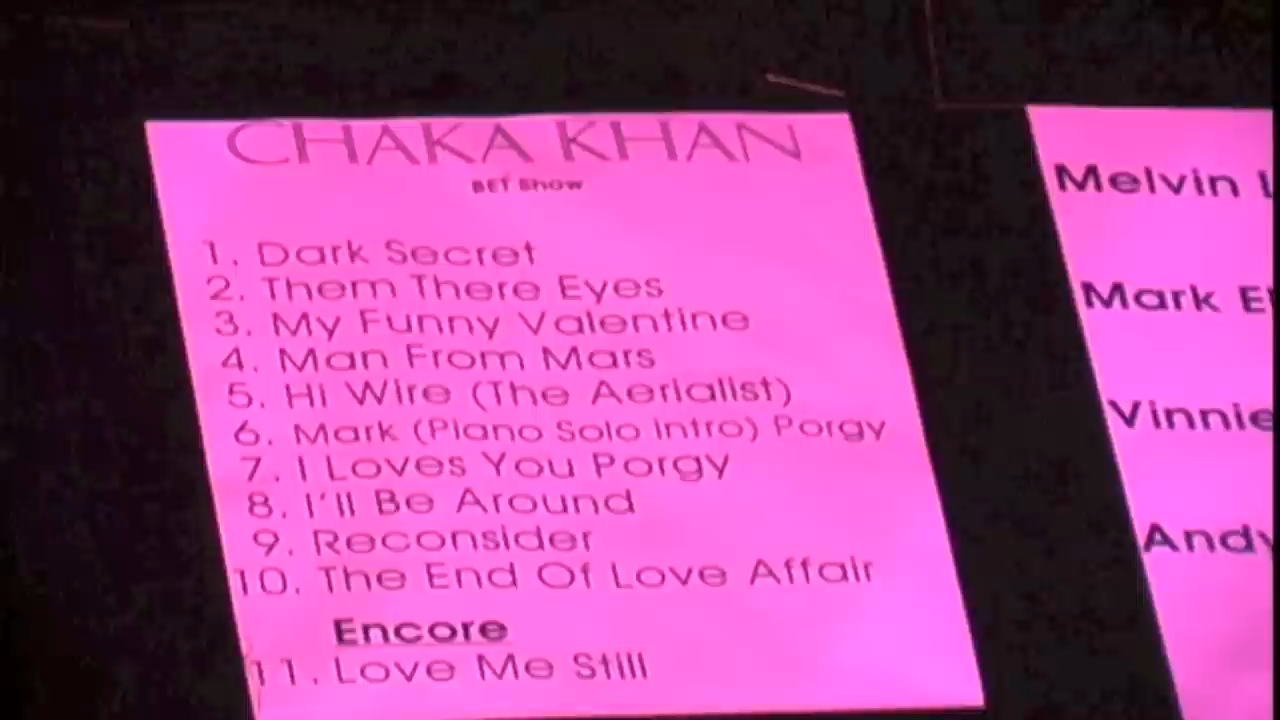 CHAKA KHAN
BET Show
1. Dark Secret
2. Them There Eyes
3. My Funny Valentine
4. Man From Mars
5. Hi Wire (The Aerialist)
6. Mark (Piano Solo Intro) Porgy
7. I Loves You Porgy
8. I'll Be Around
9. Reconsider
10. The End Of Love Affair
Encore
11. Love Me Still
Melvin
Mark
Vinnie
Andy